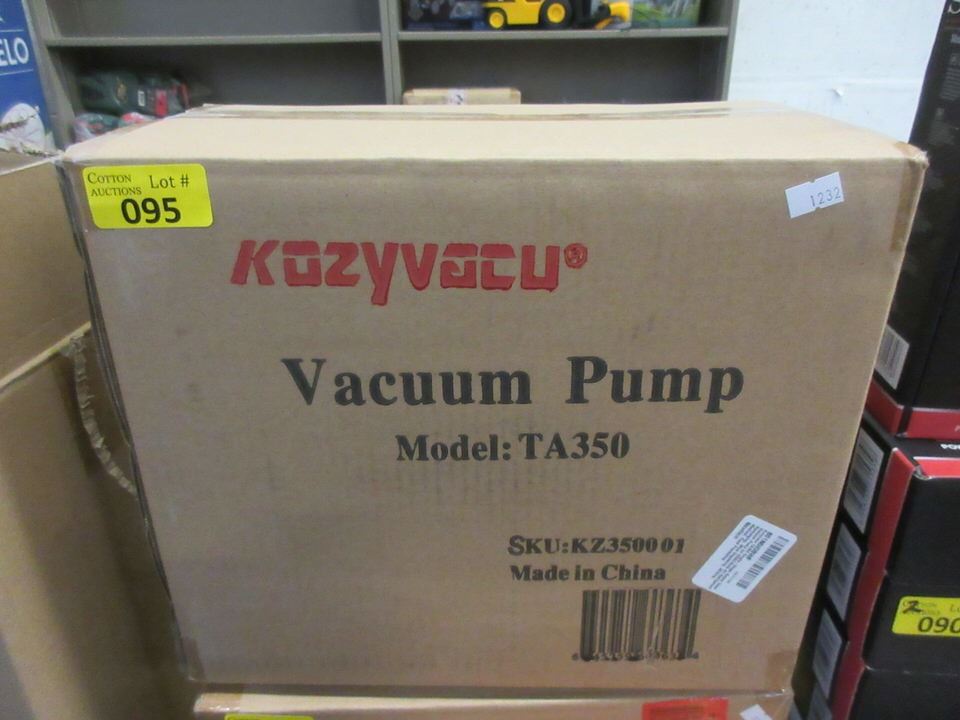 ELO
COTTON
AUCTIONS
Lot #
095
1232
Kozyvacu®
Vacuum Pump
Model: TA350
SKU:KZ350001
Made in China
090